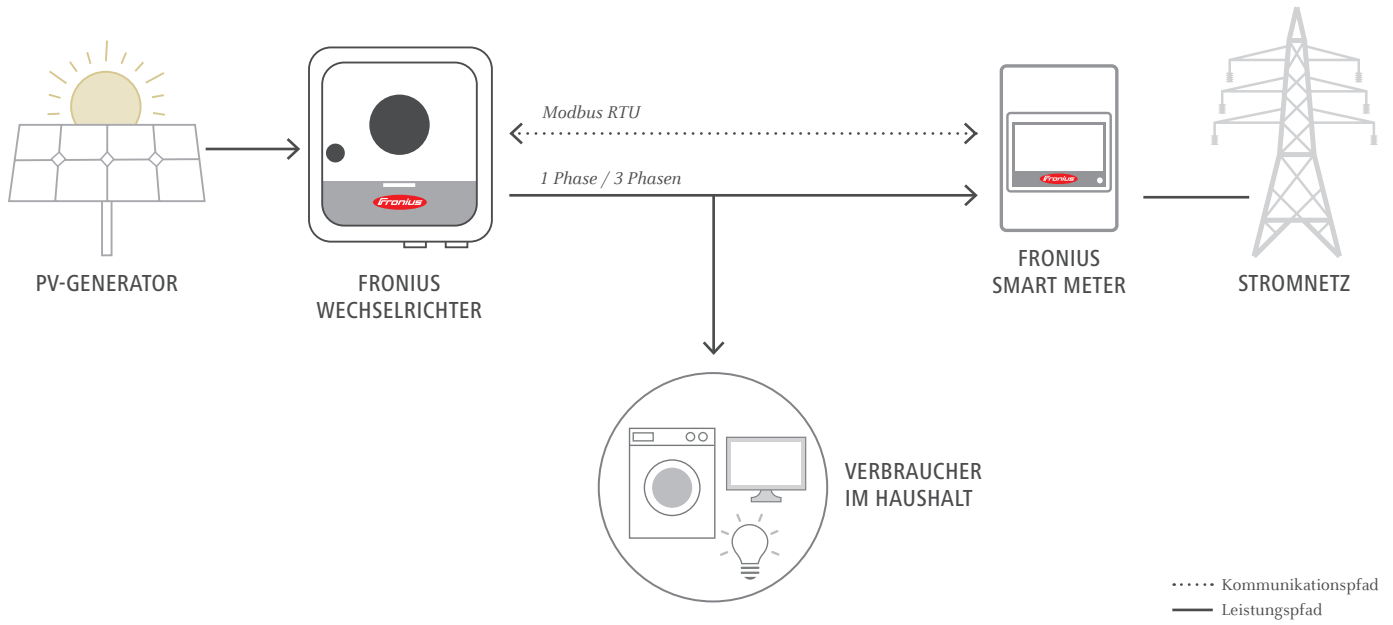 Modbus RTU
1 Phase / 3 Phasen
Fronius
Fronius
PV-GENERATOR
FRONIUS
WECHSELRICHTER
FRONIUS
SMART METER
STROMNETZ
VERBRAUCHER
IM HAUSHALT
Kommunikationspfad
Leistungspfad